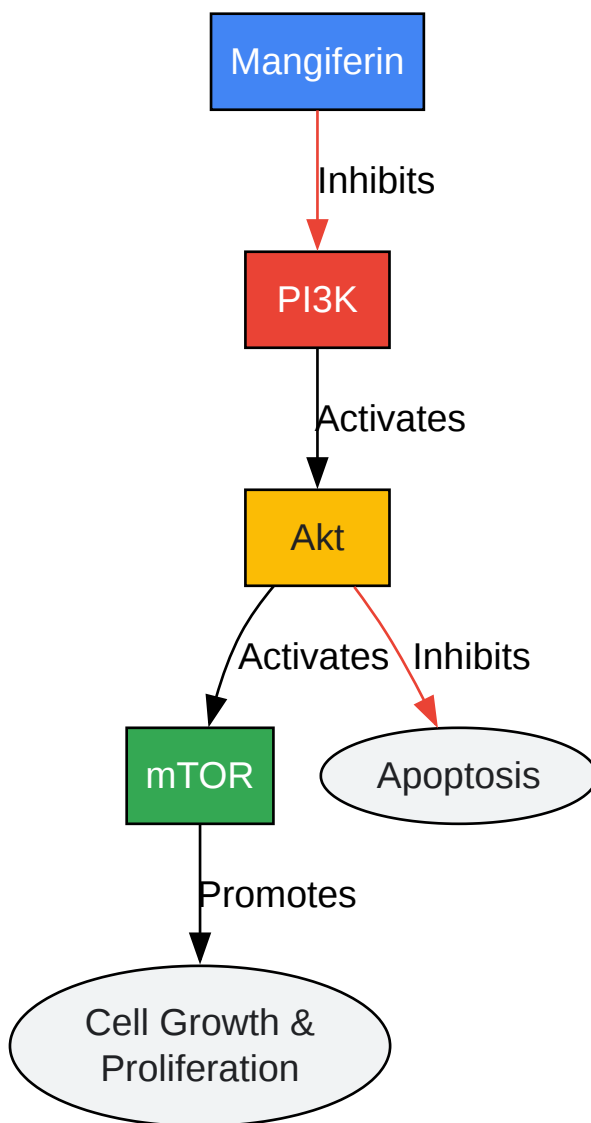 Mangiferin
Inhibits
PI3K
Activates
Akt
Activates
Inhibits
mTOR
Apoptosis
Promotes
Cell Growth &
Proliferation